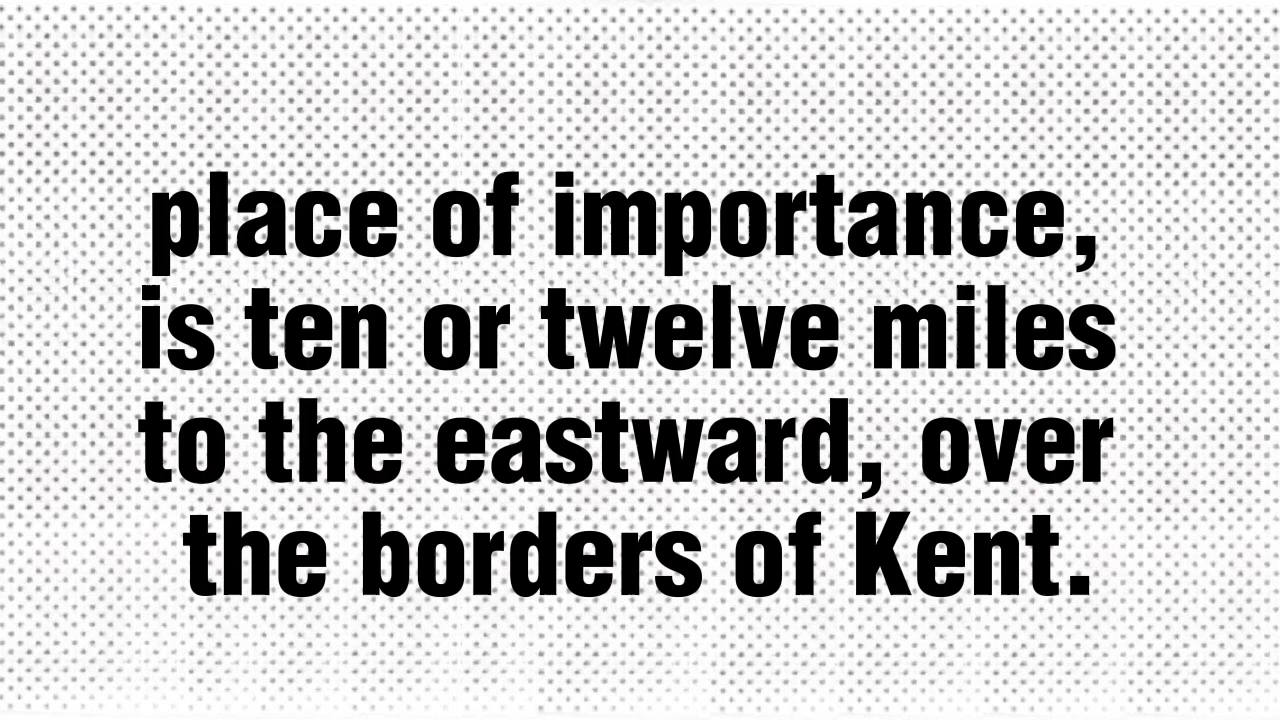 place of importance,
is ten or twelve miles
to the eastward, over
the borders of Kent.